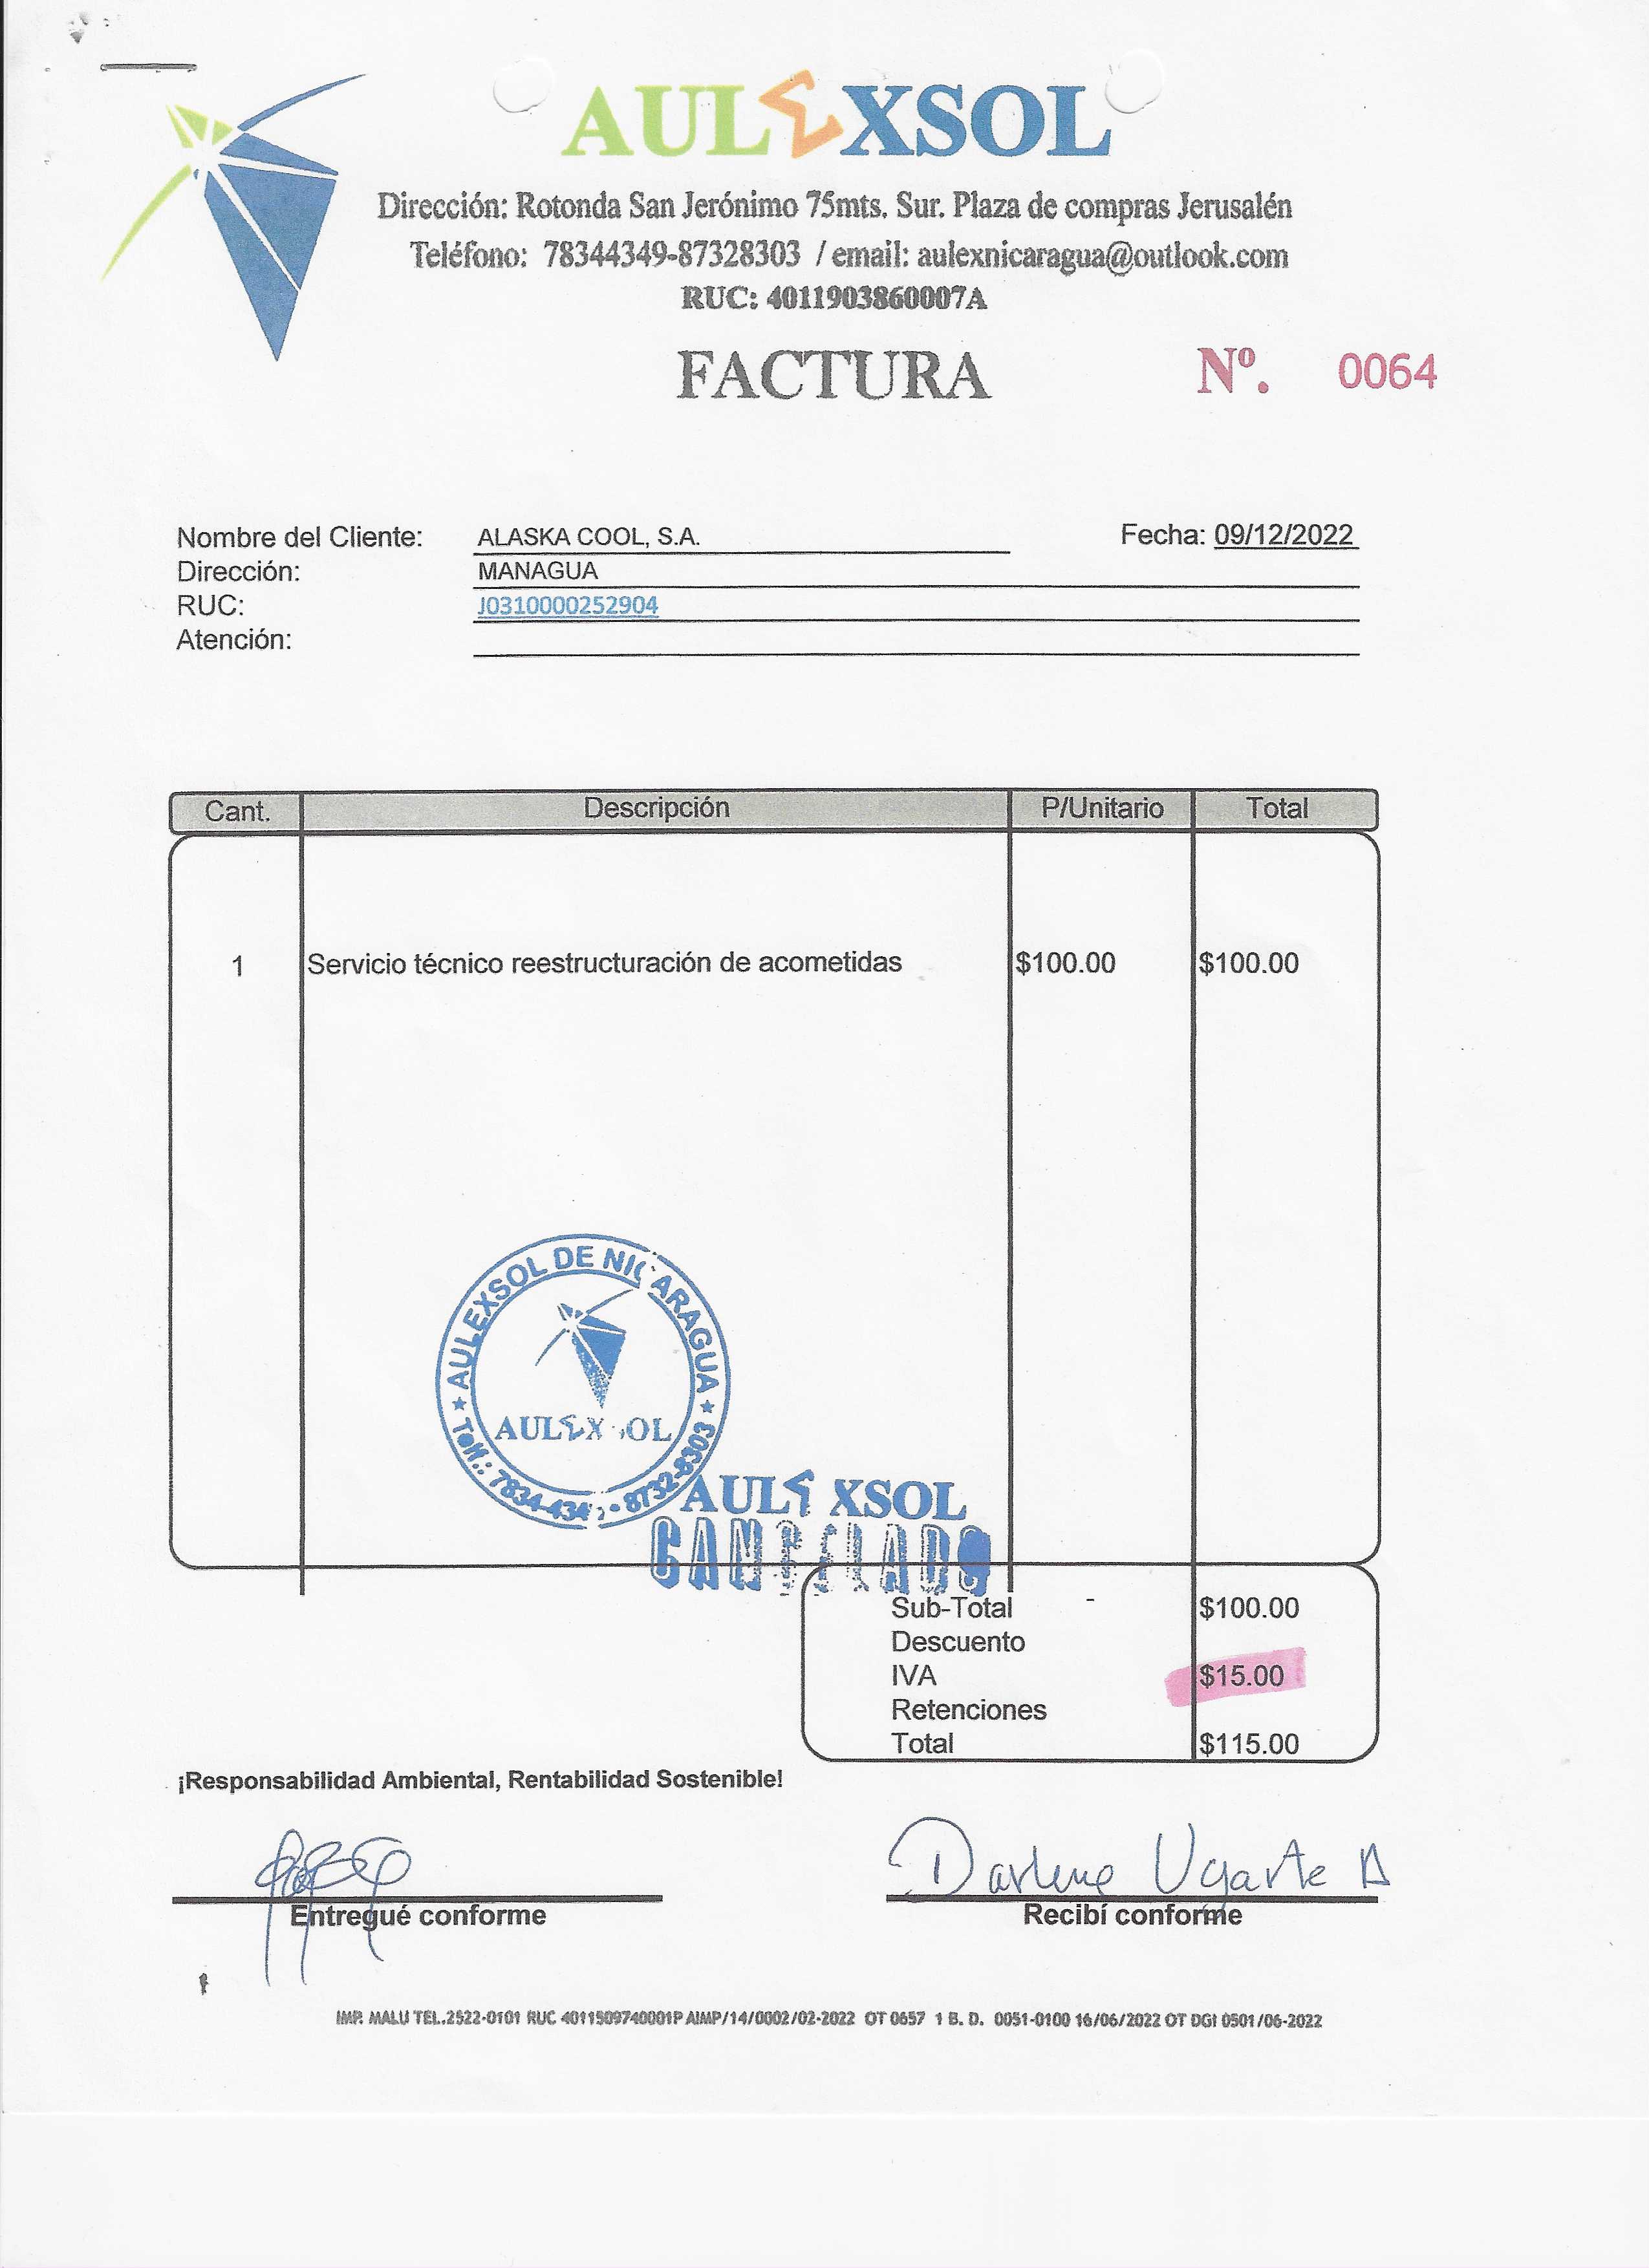 AULΣXSOL
Dirección: Rotonda San Jerónimo 75mts. Sur. Plaza de compras Jerusalén
Teléfono: 78344349-87328303 / email: aulexnicaragua@outlook.com
RUC: 4011903860007A
FACTURA Nº. 0064
Nombre del Cliente: ALASKA COOL, S.A. Fecha: 09/12/2022
Dirección: MANAGUA
RUC: J0310000252904
Atención:
Cant. Descripción P/Unitario Total
1 Servicio técnico reestructuración de acometidas $100.00 $100.00
AULEXSOL DE NICARAGUA
AULΣXSOL
Telf.: 7834-434 • 8732-8303
AULΣXSOL
CANCELADO
Sub-Total - $100.00
Descuento
IVA $15.00
Retenciones
Total $115.00
¡Responsabilidad Ambiental, Rentabilidad Sostenible!
Darlene Ugarte A
Entregué conforme Recibí conforme
IMP. MALU TEL.2522-0101 RUC 4011509740001P AIMP/14/0002/02-2022 OT 0657 1 B. D. 0051-0100 16/06/2022 OT DGI 0501/06-2022